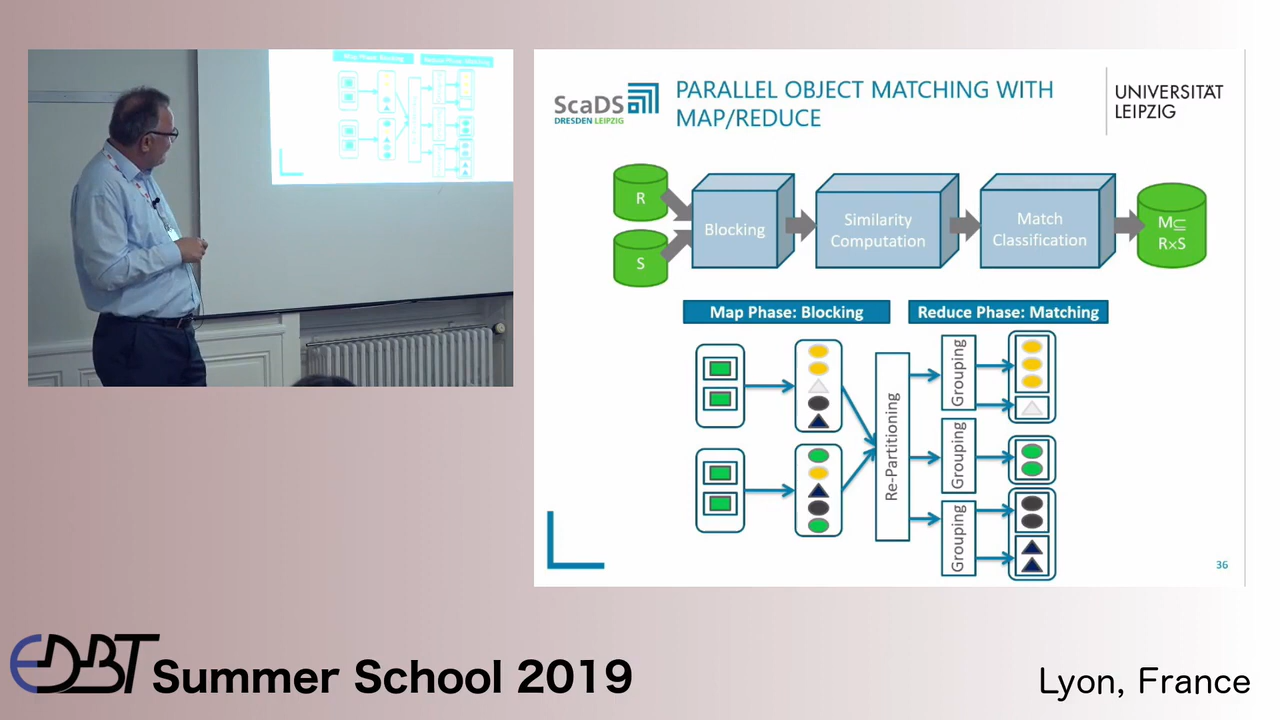 ScaDS
DRESDEN LEIPZIG
PARALLEL OBJECT MATCHING WITH
MAP/REDUCE
UNIVERSITÄT
LEIPZIG
R
S
Blocking
Similarity
Computation
Match
Classification
M⊆
R×S
Map Phase: Blocking
Reduce Phase: Matching
Re-Partitioning
Grouping
Grouping
Grouping
36
EDBT Summer School 2019
Lyon, France